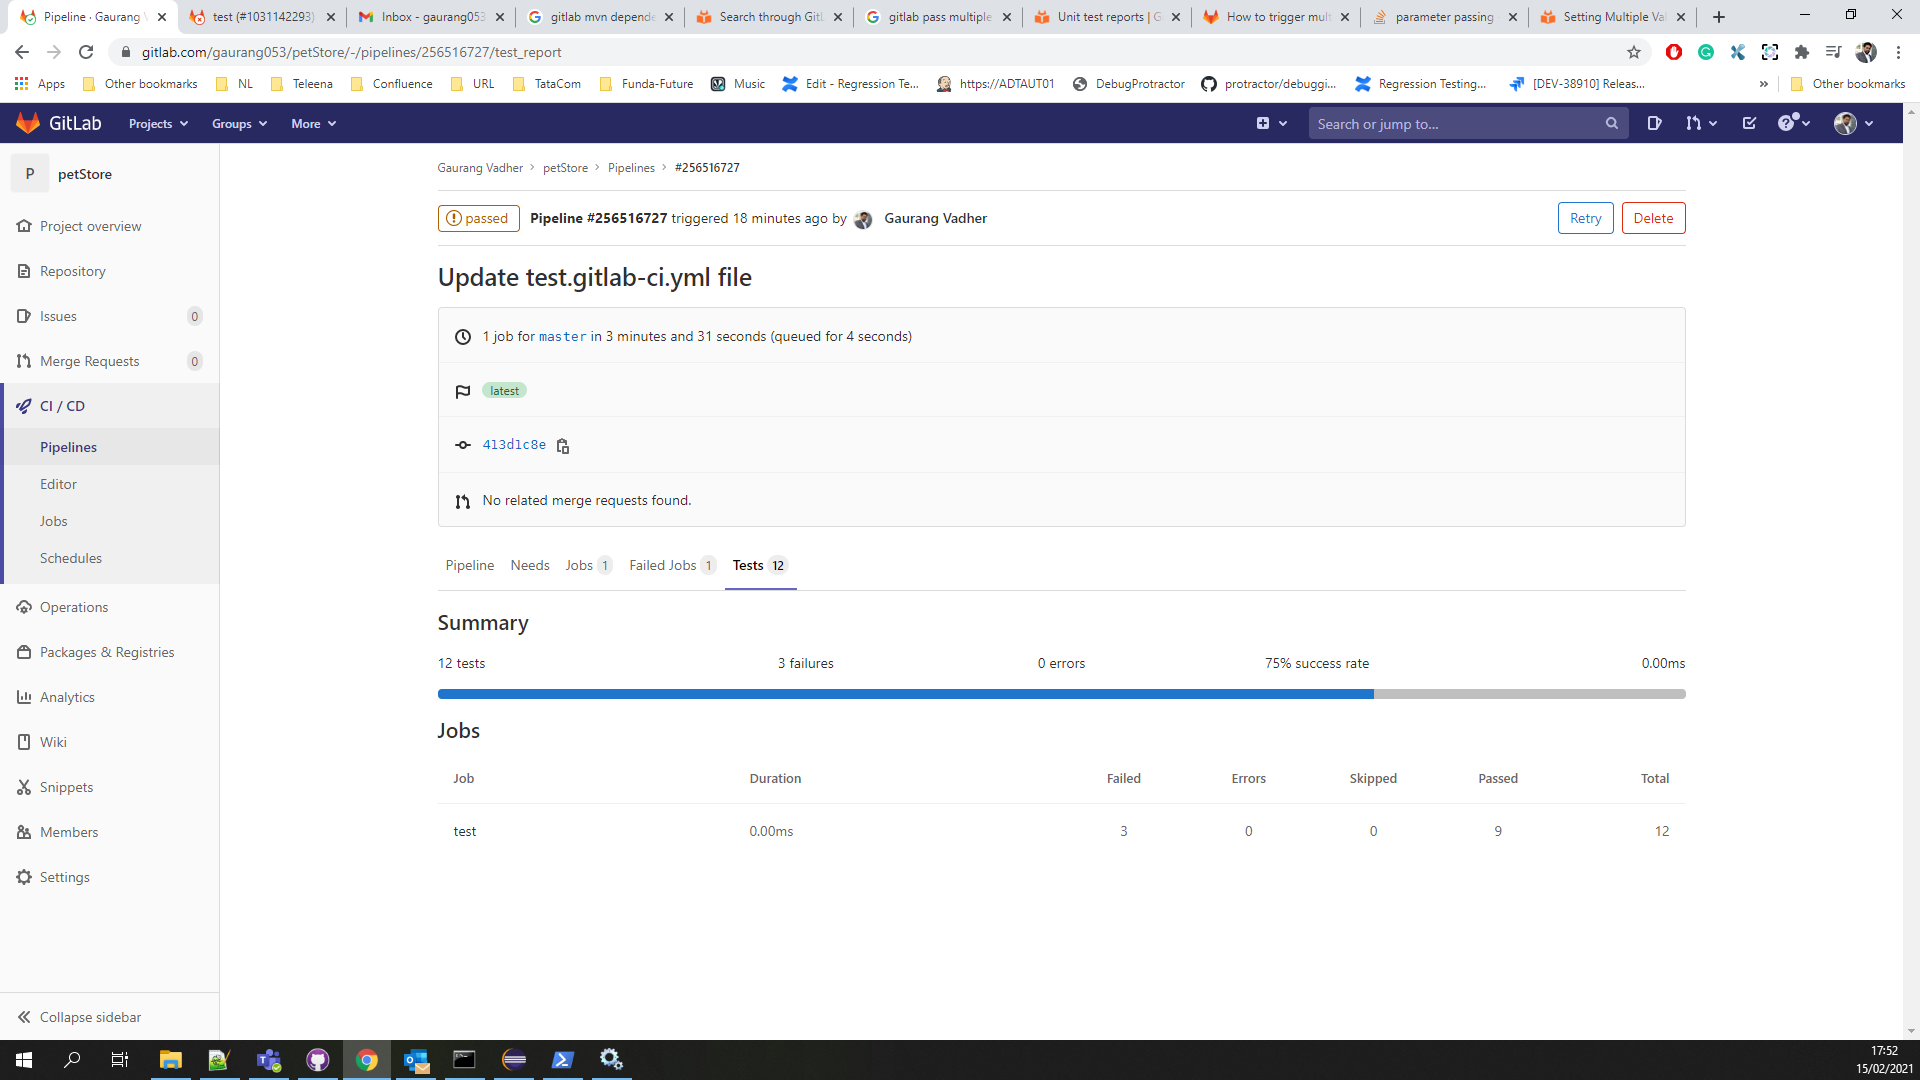 Pipeline · Gaurang V
test (#1031142293)
Inbox - gaurang053
gitlab mvn depende
Search through GitL
gitlab pass multiple
Unit test reports | G
How to trigger mult
parameter passing
Setting Multiple Val
gitlab.com/gaurang053/petStore/-/pipelines/256516727/test_report
Apps
Other bookmarks
NL
Teleena
Confluence
URL
TataCom
Funda-Future
Music
Edit - Regression Te...
https://ADTAUT01
DebugProtractor
protractor/debuggi...
Regression Testing...
[DEV-38910] Releas...
»
Other bookmarks
GitLab
Projects
Groups
More
Search or jump to...
P
petStore
Project overview
Repository
Issues 0
Merge Requests 0
CI / CD
Pipelines
Editor
Jobs
Schedules
Operations
Packages & Registries
Analytics
Wiki
Snippets
Members
Settings
Collapse sidebar
Gaurang Vadher > petStore > Pipelines > #256516727
passed Pipeline #256516727 triggered 18 minutes ago by Gaurang Vadher
Retry
Delete
Update test.gitlab-ci.yml file
1 job for master in 3 minutes and 31 seconds (queued for 4 seconds)
latest
413d1c8e
No related merge requests found.
Pipeline Needs Jobs 1 Failed Jobs 1 Tests 12
Summary
12 tests 3 failures 0 errors 75% success rate 0.00ms
Jobs
Job Duration Failed Errors Skipped Passed Total
test 0.00ms 3 0 0 9 12
17:52
15/02/2021